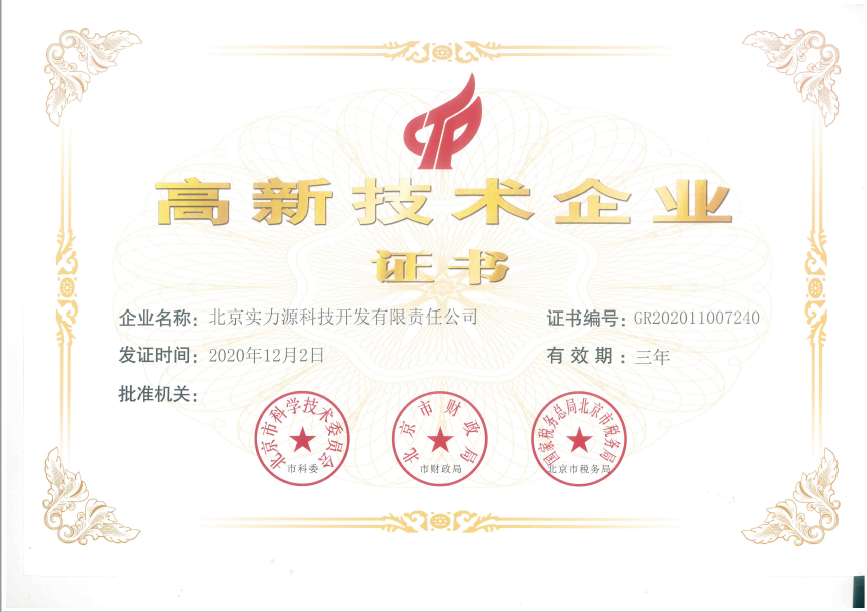 高新技术企业
证书
企业名称：北京实力源科技开发有限责任公司
证书编号：GR202011007240
发证时间：2020年12月2日
有效期：三年
批准机关：
北京市科学技术委员会
市科委
北京市财政局
市财政局
国家税务总局北京市税务局
北京市税务局